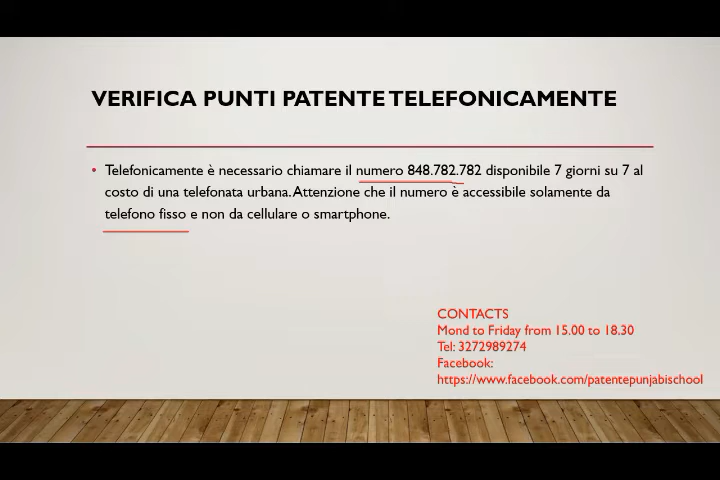 VERIFICA PUNTI PATENTE TELEFONICAMENTE
• Telefonicamente è necessario chiamare il numero 848.782.782 disponibile 7 giorni su 7 al
costo di una telefonata urbana. Attenzione che il numero è accessibile solamente da
telefono fisso e non da cellulare o smartphone.
CONTACTS
Mond to Friday from 15.00 to 18.30
Tel: 3272989274
Facebook:
https://www.facebook.com/patentepunjabischool